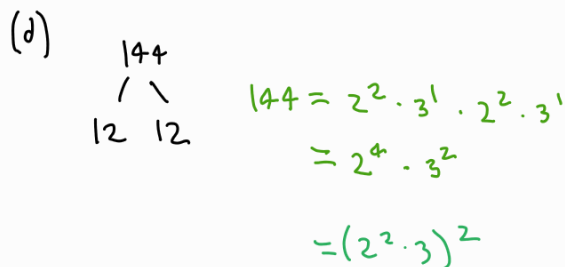 (d)
144
12 12
144 = 2² · 3¹ · 2² · 3¹
= 2⁴ · 3²
= (2² · 3)²